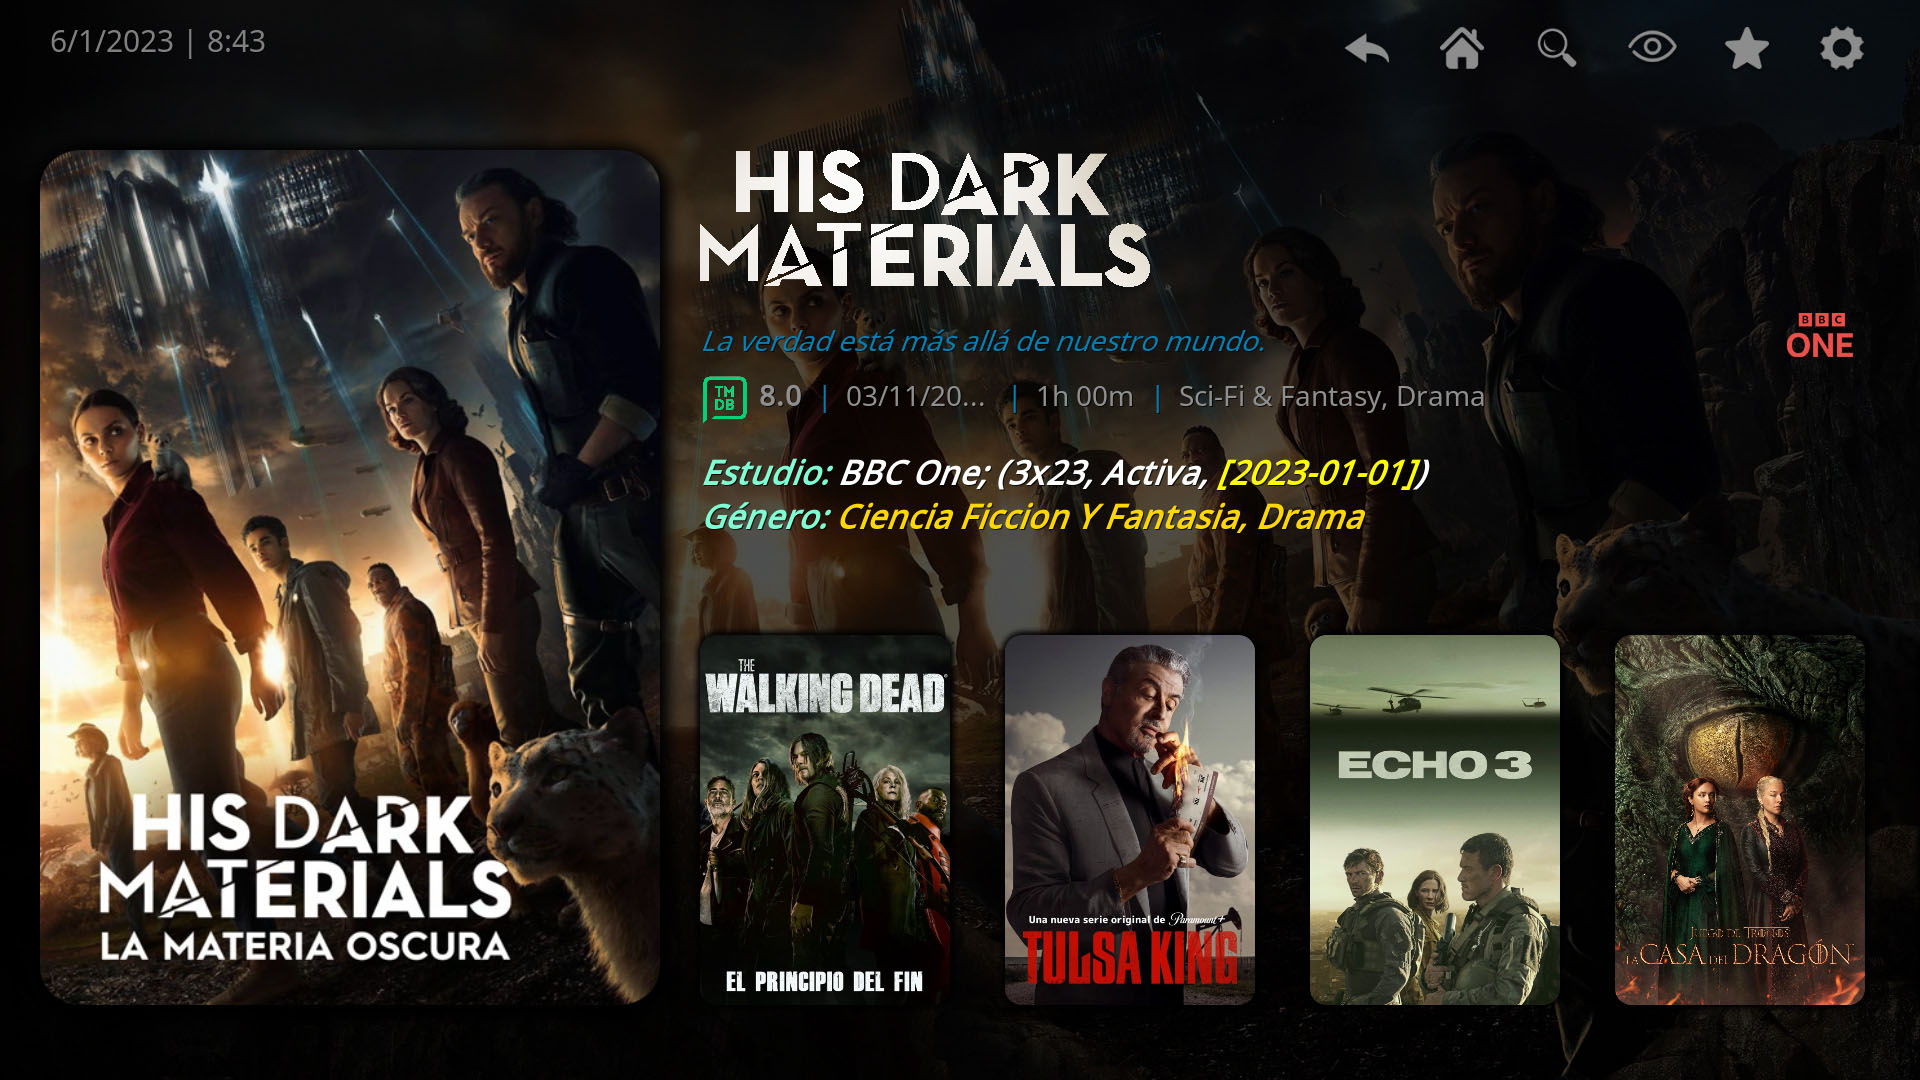 6/1/2023 | 8:43
HIS DARK
MATERIALS
LA MATERIA OSCURA
HIS DARK
MATERIALS
La verdad está más allá de nuestro mundo.
BBC
ONE
TM
DB
8.0 | 03/11/20... | 1h 00m | Sci-Fi & Fantasy, Drama
Estudio: BBC One; (3x23, Activa, [2023-01-01])
Género: Ciencia Ficcion Y Fantasia, Drama
THE
WALKING DEAD
EL PRINCIPIO DEL FIN
Una nueva serie original de Paramount+
TULSA KING
ECHO 3
JUEGO DE TRONOS
LA CASA DEL DRAGÓN